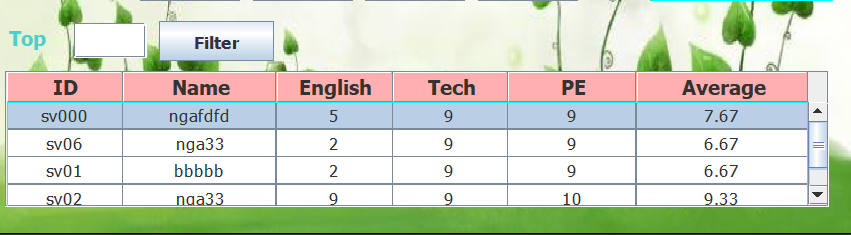 Top Filter
ID Name English Tech PE Average
sv000 ngafdfd 5 9 9 7.67
sv06 nga33 2 9 9 6.67
sv01 bbbbb 2 9 9 6.67
sv02 nga33 9 9 10 9.33